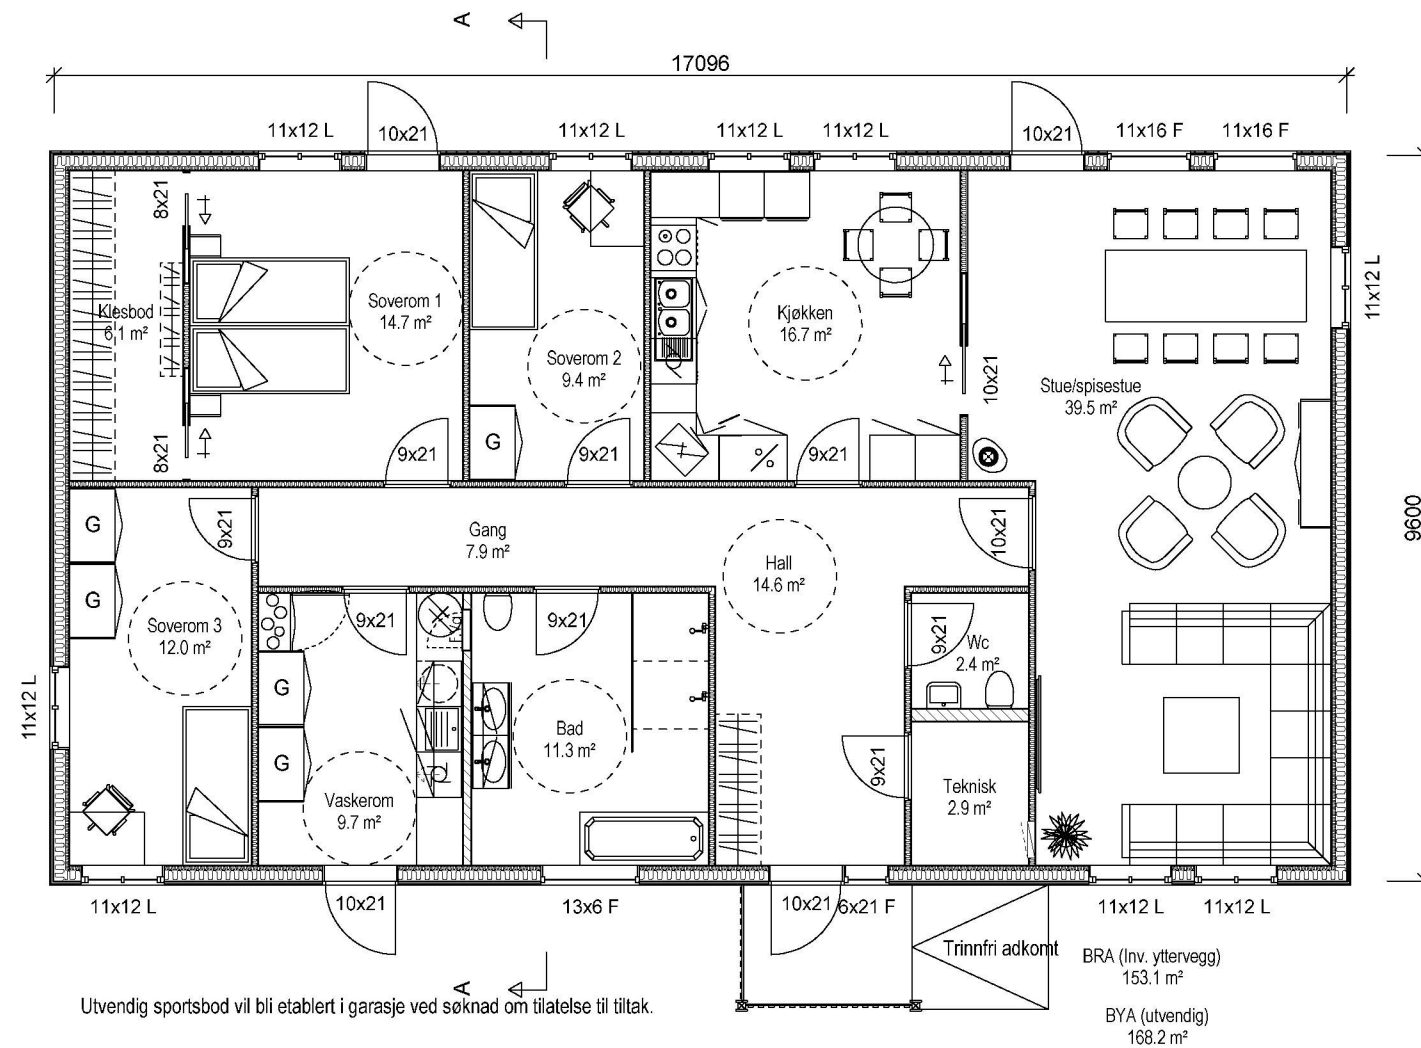 A
17096
11x12 L
10x21
11x12 L
11x12 L
11x12 L
10x21
11x16 F
11x16 F
8x21
Klesbod
6.1 m²
8x21
Soverom 1
14.7 m²
9x21
Soverom 2
9.4 m²
G
9x21
Kjøkken
16.7 m²
9x21
10x21
Stue/spisestue
39.5 m²
11x12 L
9600
G
G
9x21
Gang
7.9 m²
Hall
14.6 m²
10x21
Soverom 3
12.0 m²
11x12 L
9x21
G
G
Vaskerom
9.7 m²
9x21
Bad
11.3 m²
9x21
Wc
2.4 m²
9x21
Teknisk
2.9 m²
11x12 L
10x21
13x6 F
10x21
6x21 F
11x12 L
11x12 L
Trinnfri adkomt
BRA (Inv. yttervegg)
153.1 m²
BYA (utvendig)
168.2 m²
A
Utvendig sportsbod vil bli etablert i garasje ved søknad om tilatelse til tiltak.